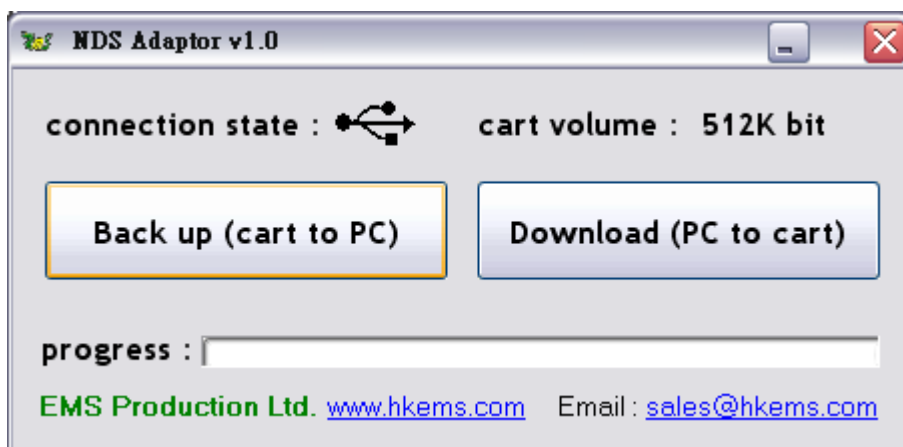 NDS Adaptor v1.0
connection state : cart volume : 512K bit
Back up (cart to PC) Download (PC to cart)
progress :
EMS Production Ltd. www.hkems.com Email : sales@hkems.com